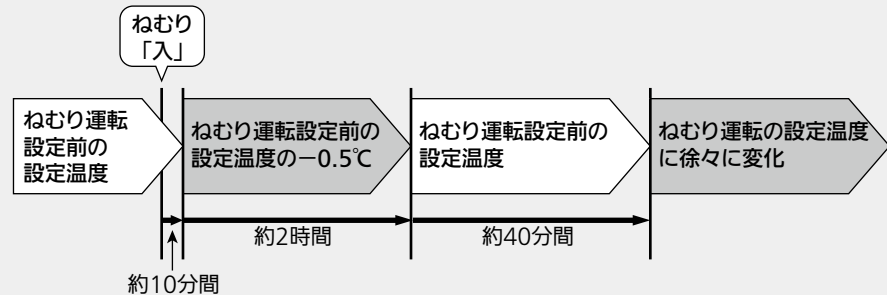 ねむり
「入」
ねむり運転
設定前の
設定温度
ねむり運転設定前の
設定温度の−0.5℃
ねむり運転設定前の
設定温度
ねむり運転の設定温度
に徐々に変化
約2時間
約40分間
約10分間